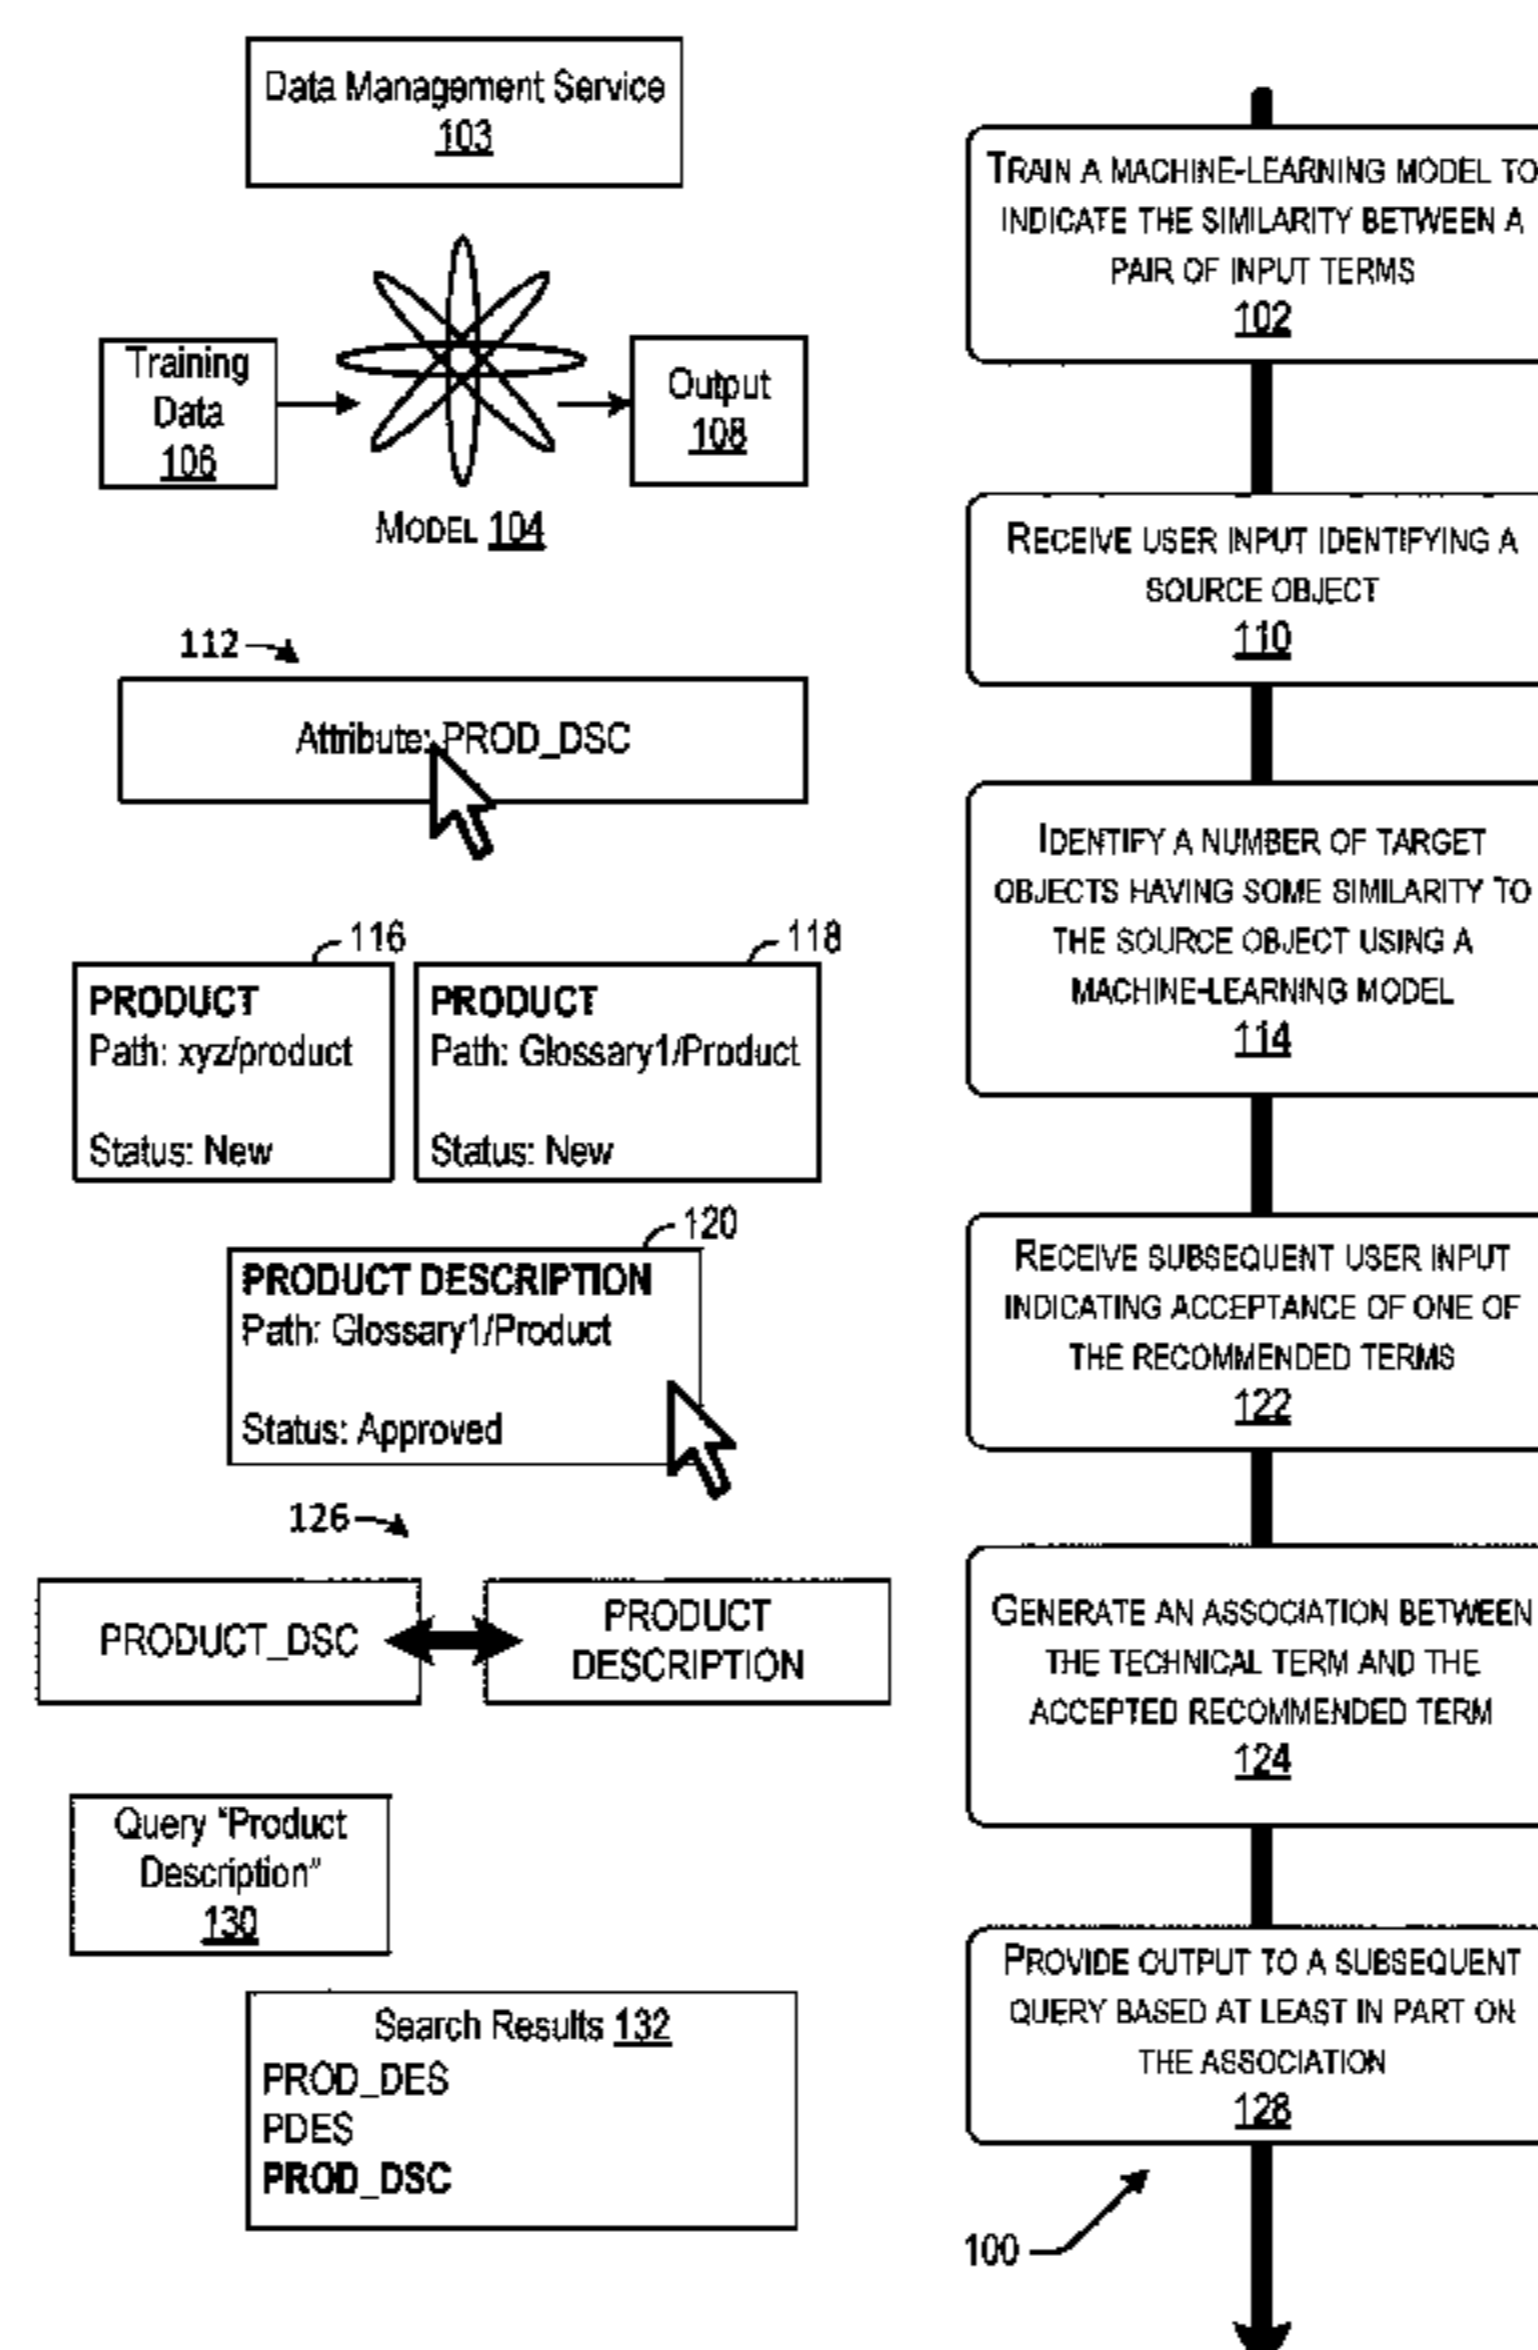 Data Management Service
103
Training
Data
106
Output
108
MODEL 104
112
Attribute: PROD_DSC
116
PRODUCT
Path: xyz/product
Status: New
118
PRODUCT
Path: Glossary1/Product
Status: New
120
PRODUCT DESCRIPTION
Path: Glossary1/Product
Status: Approved
126
PRODUCT_DSC
PRODUCT
DESCRIPTION
Query "Product
Description"
130
Search Results 132
PROD_DES
PDES
PROD_DSC
TRAIN A MACHINE-LEARNING MODEL TO
INDICATE THE SIMILARITY BETWEEN A
PAIR OF INPUT TERMS
102
RECEIVE USER INPUT IDENTIFYING A
SOURCE OBJECT
110
IDENTIFY A NUMBER OF TARGET
OBJECTS HAVING SOME SIMILARITY TO
THE SOURCE OBJECT USING A
MACHINE-LEARNING MODEL
114
RECEIVE SUBSEQUENT USER INPUT
INDICATING ACCEPTANCE OF ONE OF
THE RECOMMENDED TERMS
122
GENERATE AN ASSOCIATION BETWEEN
THE TECHNICAL TERM AND THE
ACCEPTED RECOMMENDED TERM
124
PROVIDE OUTPUT TO A SUBSEQUENT
QUERY BASED AT LEAST IN PART ON
THE ASSOCIATION
128
100